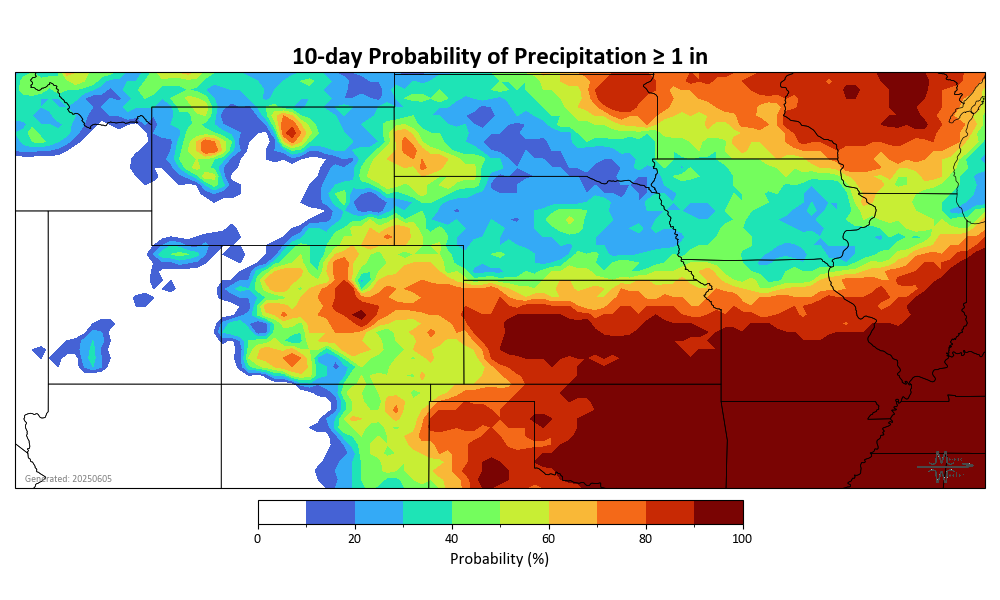 10-day Probability of Precipitation ≥ 1 in
Generated: 20250605
0 20 40 60 80 100
Probability (%)